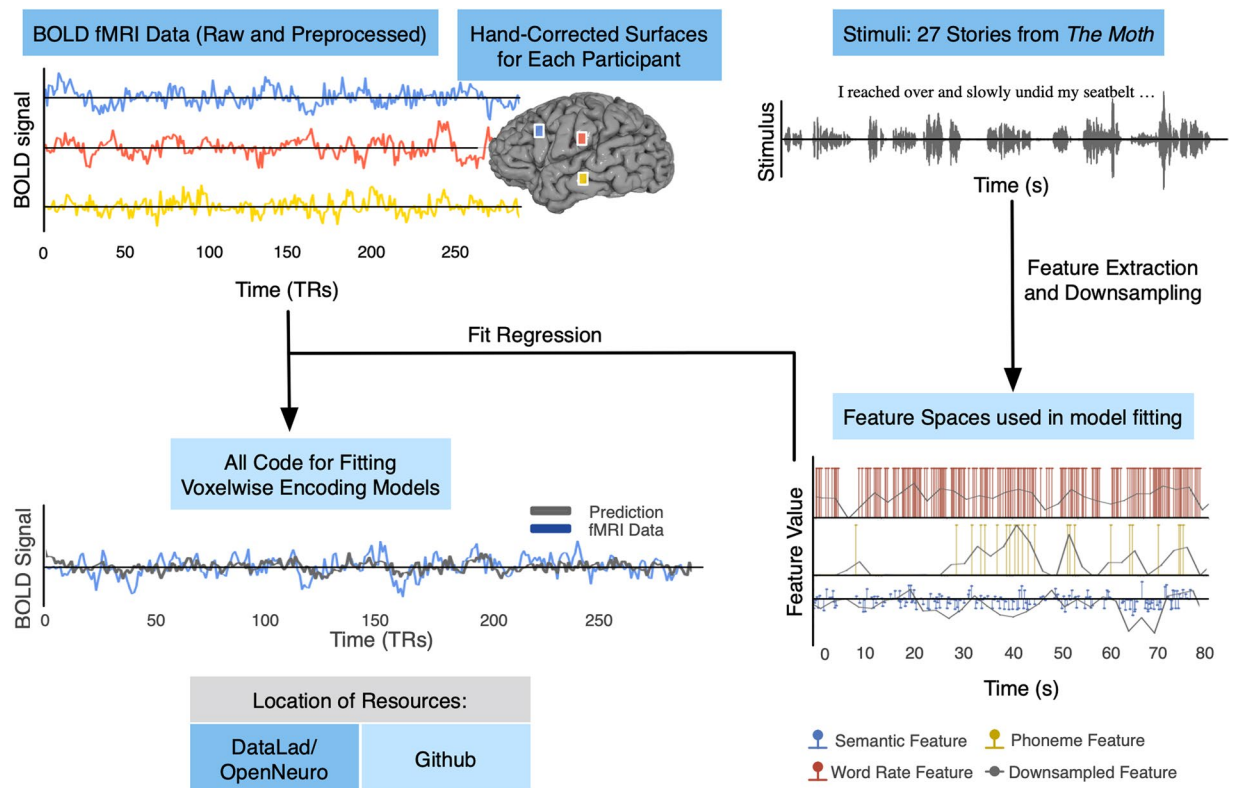 BOLD fMRI Data (Raw and Preprocessed)
Hand-Corrected Surfaces
for Each Participant
Stimuli: 27 Stories from The Moth
BOLD signal
0 50 100 150 200 250
Time (TRs)
I reached over and slowly undid my seatbelt …
Stimulus
Time (s)
Feature Extraction
and Downsampling
Fit Regression
Feature Spaces used in model fitting
All Code for Fitting
Voxelwise Encoding Models
Prediction
fMRI Data
BOLD Signal
0 50 100 150 200 250
Time (TRs)
Feature Value
0 10 20 30 40 50 60 70 80
Time (s)
Semantic Feature
Phoneme Feature
Word Rate Feature
Downsampled Feature
Location of Resources:
DataLad/
OpenNeuro
Github